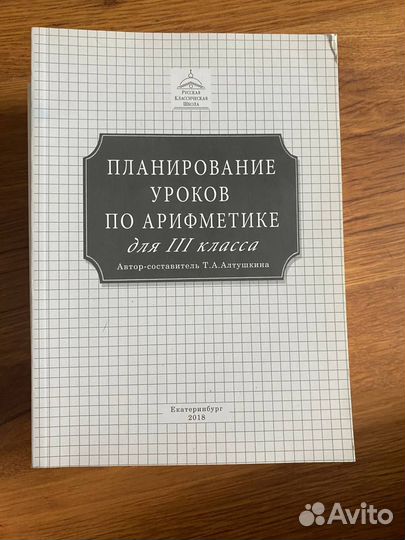 Русская
Классическая
Школа
ПЛАНИРОВАНИЕ
УРОКОВ
ПО АРИФМЕТИКЕ
для III класса
Автор-составитель Т.А.Алтушкина
Екатеринбург
2018
Avito